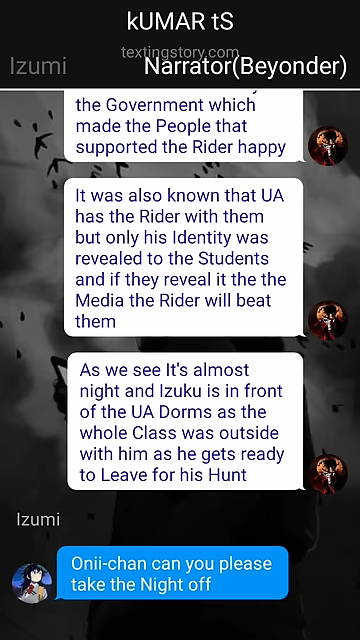 kUMAR tS
textingstory.com
Izumi
Narrator(Beyonder)
the Government which
made the People that
supported the Rider happy
It was also known that UA
has the Rider with them
but only his Identity was
revealed to the Students
and if they reveal it the the
Media the Rider will beat
them
As we see It's almost
night and Izuku is in front
of the UA Dorms as the
whole Class was outside
with him as he gets ready
to Leave for his Hunt
Izumi
Onii-chan can you please
take the Night off